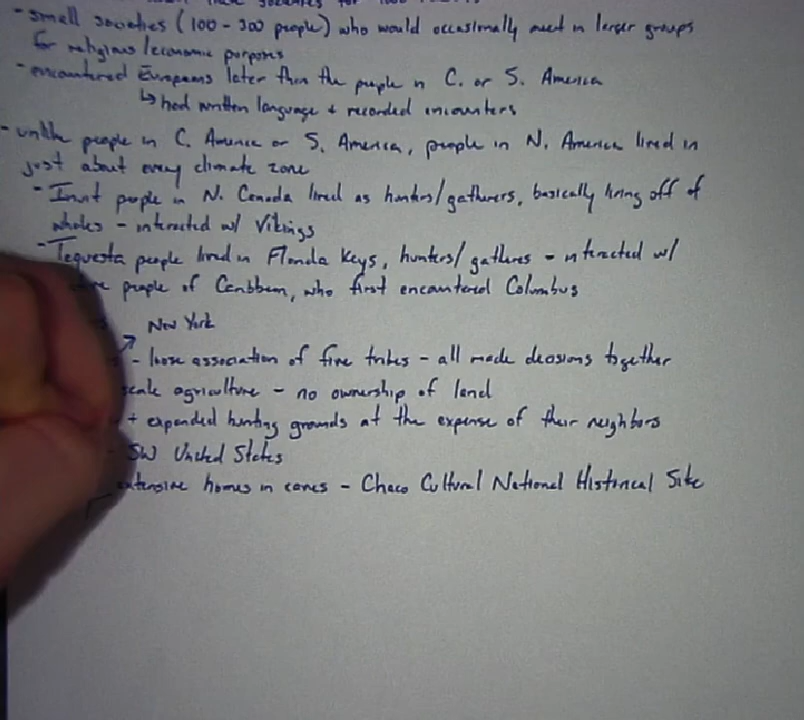 these societies for
- small societies (100 - 300 people) who would occasionally meet in larger groups
for religious/economic purposes
- encountered Europeans later than the people in C. or S. America
↳ had written language + recorded encounters
- unlike people in C. America or S. America, people in N. America lived in
just about every climate zone
- Inuit people in N. Canada lived as hunters/gatherers, basically living off of
whales - interacted w/ Vikings
- Tequesta people lived in Florida Keys, hunters/gatheres - interacted w/
people of Caribbean, who first encountered Columbus
New York
- loose association of five tribes - all made decisions together
scale agriculture - no ownership of land
+ expanded hunting grounds at the expense of their neighbors
- SW United States
extensive homes in caves - Chaco Cultural National Historical Site